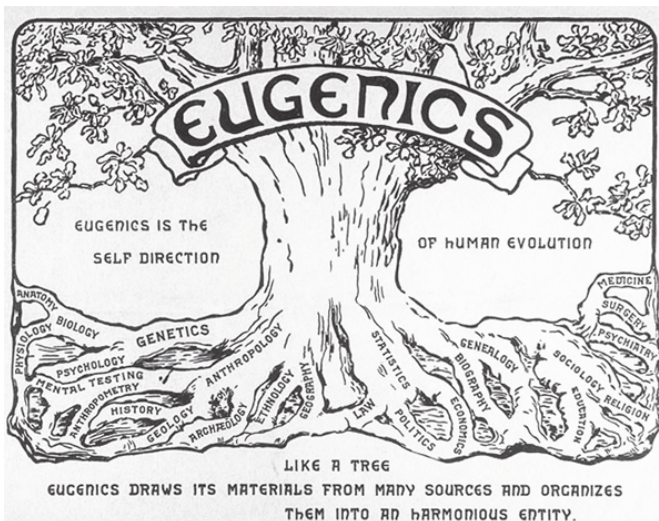 EUGENICS
EUGENICS IS THE
SELF DIRECTION
OF HUMAN EVOLUTION
ANATOMY
PHYSIOLOGY
BIOLOGY
GENETICS
PSYCHOLOGY
MENTAL TESTING
ANTHROPOMETRY
HISTORY
ANTHROPOLOGY
GEOLOGY
ARCHÆOLOGY
ETHNOLOGY
GEOGRAPHY
LAW
STATISTICS
POLITICS
ECONOMICS
GENEALOGY
BIOGRAPHY
SOCIOLOGY
EDUCATION
RELIGION
PSYCHIATRY
SURGERY
MEDICINE
LIKE A TREE
EUGENICS DRAWS ITS MATERIALS FROM MANY SOURCES AND ORGANIZES
THEM INTO AN HARMONIOUS ENTITY.